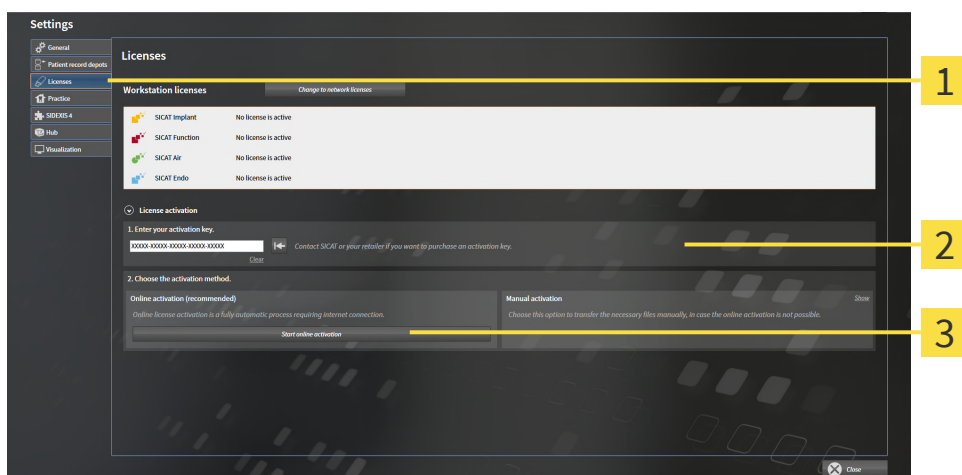 Settings
General
Patient record depots
Licenses
Practice
SIDEXIS 4
Hub
Visualization
Licenses
Workstation licenses
Change to network licenses
SICAT Implant No license is active
SICAT Function No license is active
SICAT Air No license is active
SICAT Endo No license is active
License activation
1. Enter your activation key.
XXXXX-XXXXX-XXXXX-XXXXX-XXXXX
Contact SICAT or your retailer if you want to purchase an activation key.
Clear
2. Choose the activation method.
Online activation (recommended)
Online license activation is a fully automatic process requiring internet connection.
Start online activation
Manual activation Show
Choose this option to transfer the necessary files manually, in case the online activation is not possible.
Close
1
2
3